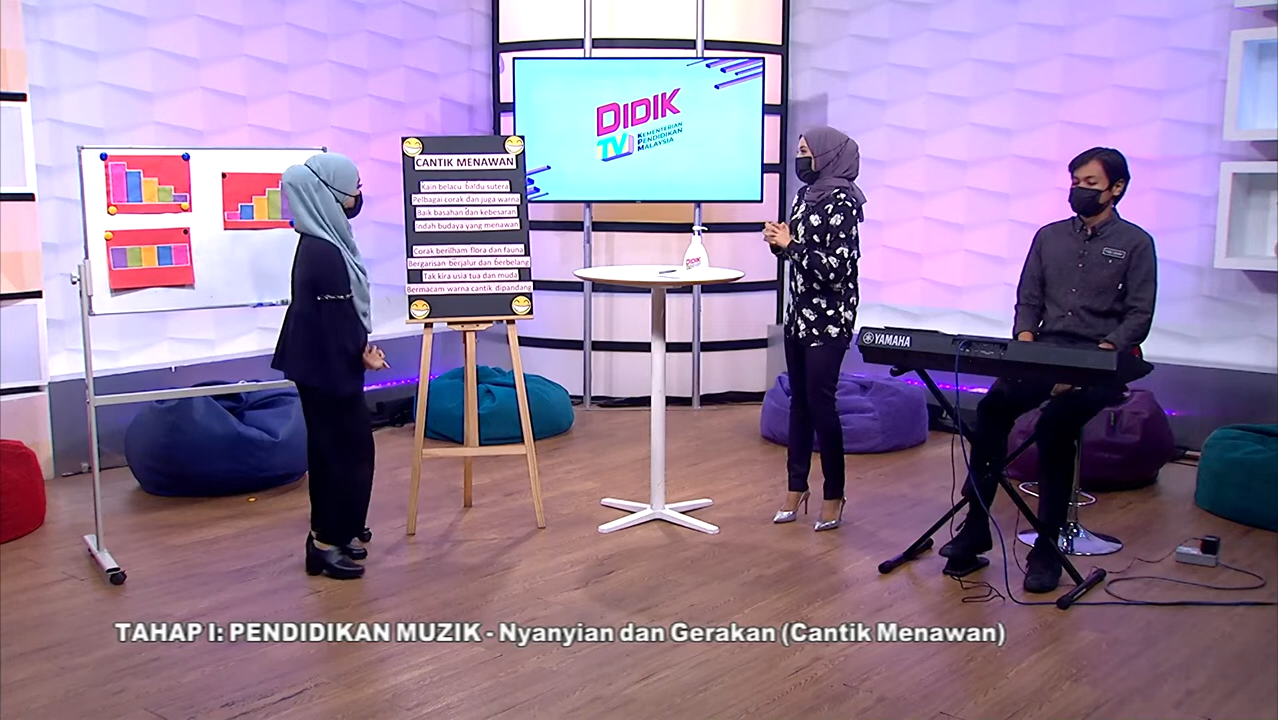 DIDIK
TV
KEMENTERIAN
PENDIDIKAN
MALAYSIA
CANTIK MENAWAN
Kain belacu baldu sutera
Pelbagai corak dan juga warna
Baik basahan dan kebesaran
Indah budaya yang menawan
Corak berilham flora dan fauna
Bergarisan berjalur dan berbelang
Tak kira usia tua dan muda
Bermacam warna cantik dipandang
DIDIK
YAMAHA
TAHAP I: PENDIDIKAN MUZIK - Nyanyian dan Gerakan (Cantik Menawan)